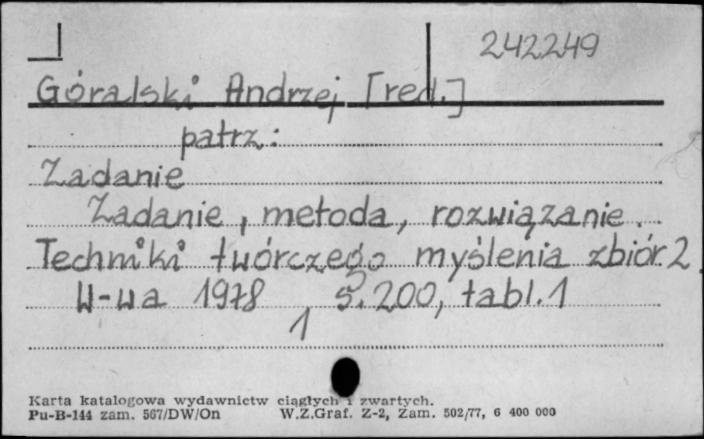 242249
Góralski Andrzej [red.]
patrz:
Zadanie
Zadanie, metoda, rozwiązanie.
Techniki twórczego myślenia zbiór 2.
W-wa 1978 s. 200, tabl. 1
1
Karta katalogowa wydawnictw ciągłych i zwartych.
Pu-B-144 zam. 567/DW/On W.Z.Graf. Z-2, Zam. 502/77, 6 400 000